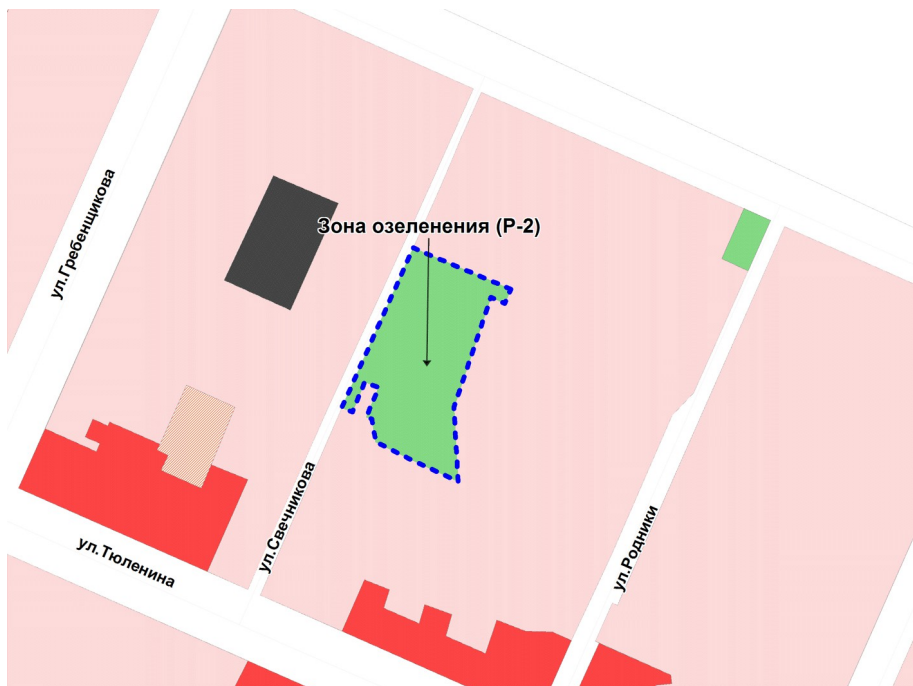 ул.Гребенщикова
Зона озеленения (Р-2)
ул.Свечникова
ул.Родники
ул.Тюленина